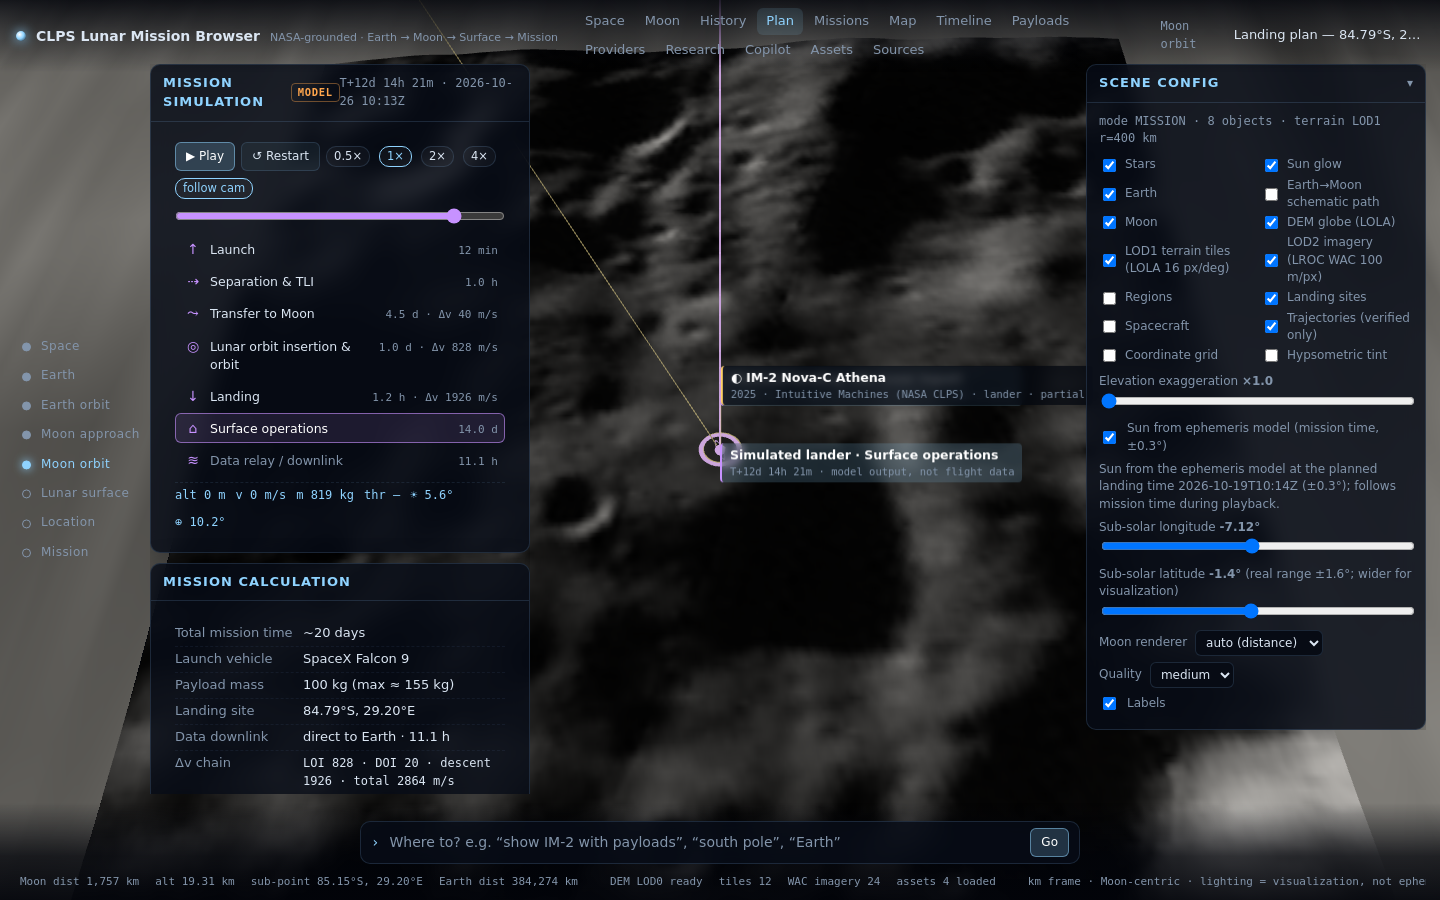 CLPS Lunar Mission Browser
NASA-grounded · Earth → Moon → Surface → Mission
Space Moon History Plan Missions Map Timeline Payloads
Providers Research Copilot Assets Sources
Moon
orbit
Landing plan — 84.79°S, 2...
MISSION
SIMULATION
MODEL
T+12d 14h 21m · 2026-10-
26 10:13Z
▶ Play
↺ Restart
0.5×
1×
2×
4×
follow cam
↑ Launch 12 min
⇢ Separation & TLI 1.0 h
⤳ Transfer to Moon 4.5 d · Δv 40 m/s
◎ Lunar orbit insertion &
orbit
1.0 d · Δv 828 m/s
↓ Landing 1.2 h · Δv 1926 m/s
⌂ Surface operations 14.0 d
≋ Data relay / downlink 11.1 h
alt 0 m v 0 m/s m 819 kg thr — ☀ 5.6°
⊕ 10.2°
MISSION CALCULATION
Total mission time ~20 days
Launch vehicle SpaceX Falcon 9
Payload mass 100 kg (max ≈ 155 kg)
Landing site 84.79°S, 29.20°E
Data downlink direct to Earth · 11.1 h
Δv chain LOI 828 · DOI 20 · descent
1926 · total 2864 m/s
Space
Earth
Earth orbit
Moon approach
Moon orbit
Lunar surface
Location
Mission
◐ IM-2 Nova-C Athena
2025 · Intuitive Machines (NASA CLPS) · lander · partial
Simulated lander · Surface operations
T+12d 14h 21m · model output, not flight data
SCENE CONFIG ▾
mode MISSION · 8 objects · terrain LOD1
r=400 km
Stars
Sun glow
Earth
Earth→Moon
schematic path
Moon
DEM globe (LOLA)
LOD1 terrain tiles
(LOLA 16 px/deg)
LOD2 imagery
(LROC WAC 100
m/px)
Regions
Landing sites
Spacecraft
Trajectories (verified
only)
Coordinate grid
Hypsometric tint
Elevation exaggeration ×1.0
Sun from ephemeris model (mission time,
±0.3°)
Sun from the ephemeris model at the planned
landing time 2026-10-19T10:14Z (±0.3°); follows
mission time during playback.
Sub-solar longitude -7.12°
Sub-solar latitude -1.4° (real range ±1.6°; wider for
visualization)
Moon renderer auto (distance)
Quality medium
Labels
› Where to? e.g. “show IM-2 with payloads”, “south pole”, “Earth”
Go
Moon dist 1,757 km alt 19.31 km sub-point 85.15°S, 29.20°E Earth dist 384,274 km DEM LOD0 ready tiles 12 WAC imagery 24 assets 4 loaded km frame · Moon-centric · lighting = visualization, not ephe